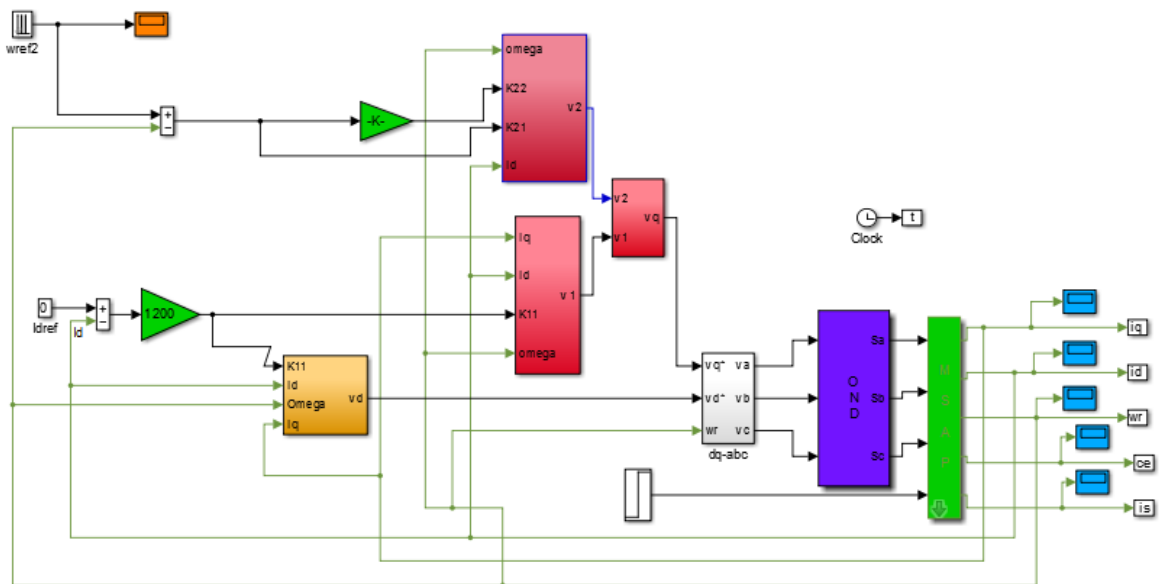 wref2
omega
K22
K21
Id
v2
-K-
v2
v1
vq
Clock
t
Iq
Id
K11
omega
v1
0
Idref
+
−
+
−
Id
1200
K11
Id
Omega
Iq
vd
vq*
vd*
wr
va
vb
vc
dq-abc
O
N
D
Sa
Sb
Sc
M
S
A
P
iq
id
wr
ce
is